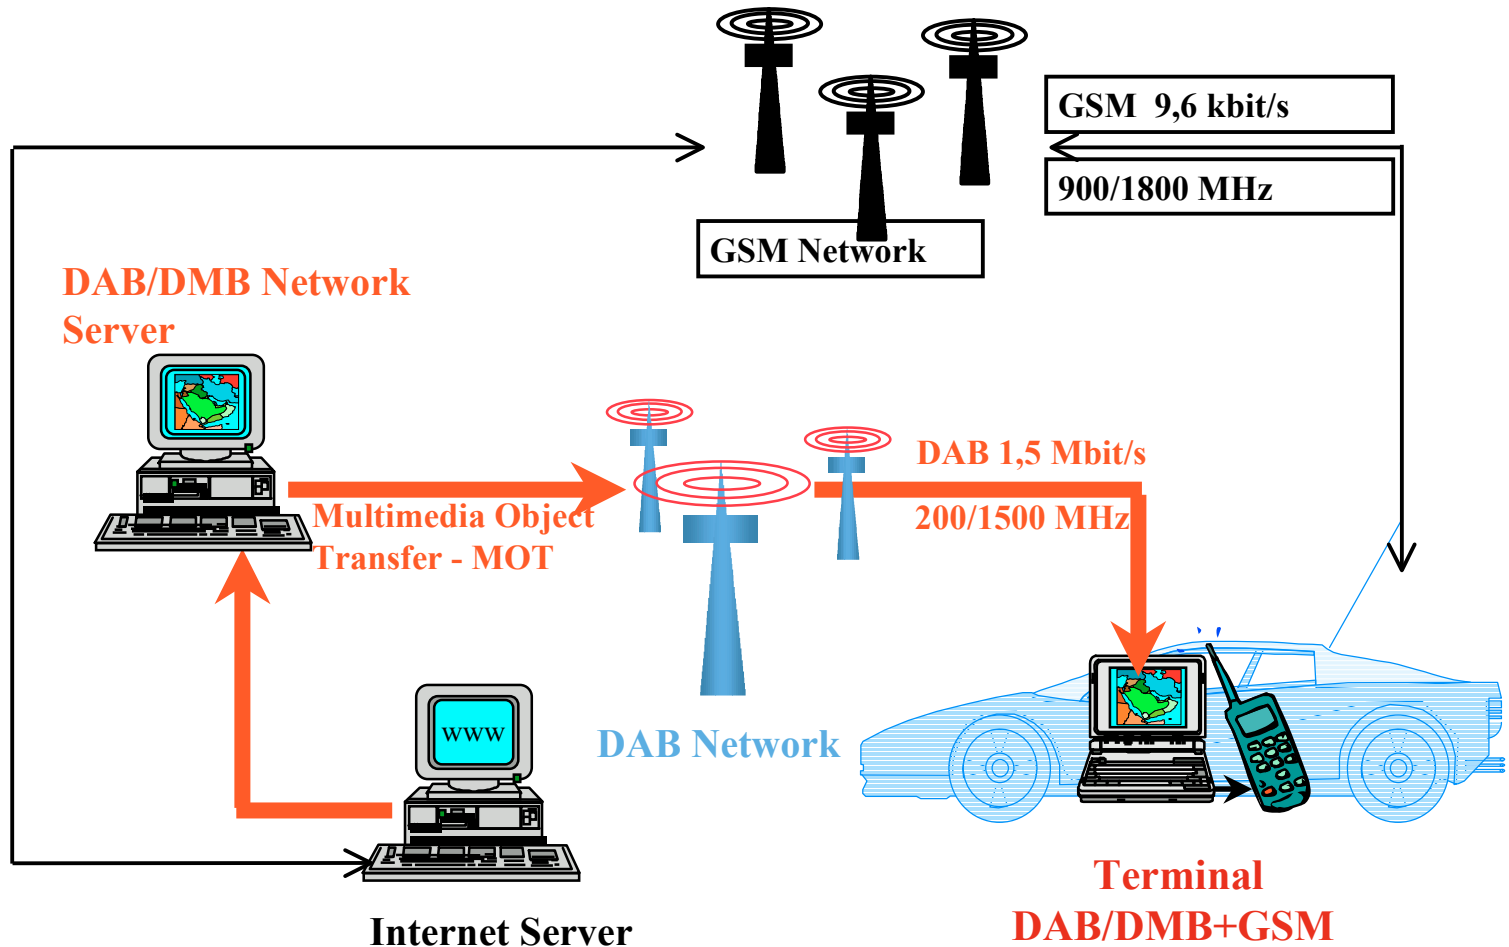 GSM  9,6 kbit/s
900/1800 MHz
GSM Network
DAB/DMB Network
Server
DAB 1,5 Mbit/s
200/1500 MHz
Multimedia Object
Transfer - MOT
www
DAB Network
Terminal
DAB/DMB+GSM
Internet Server